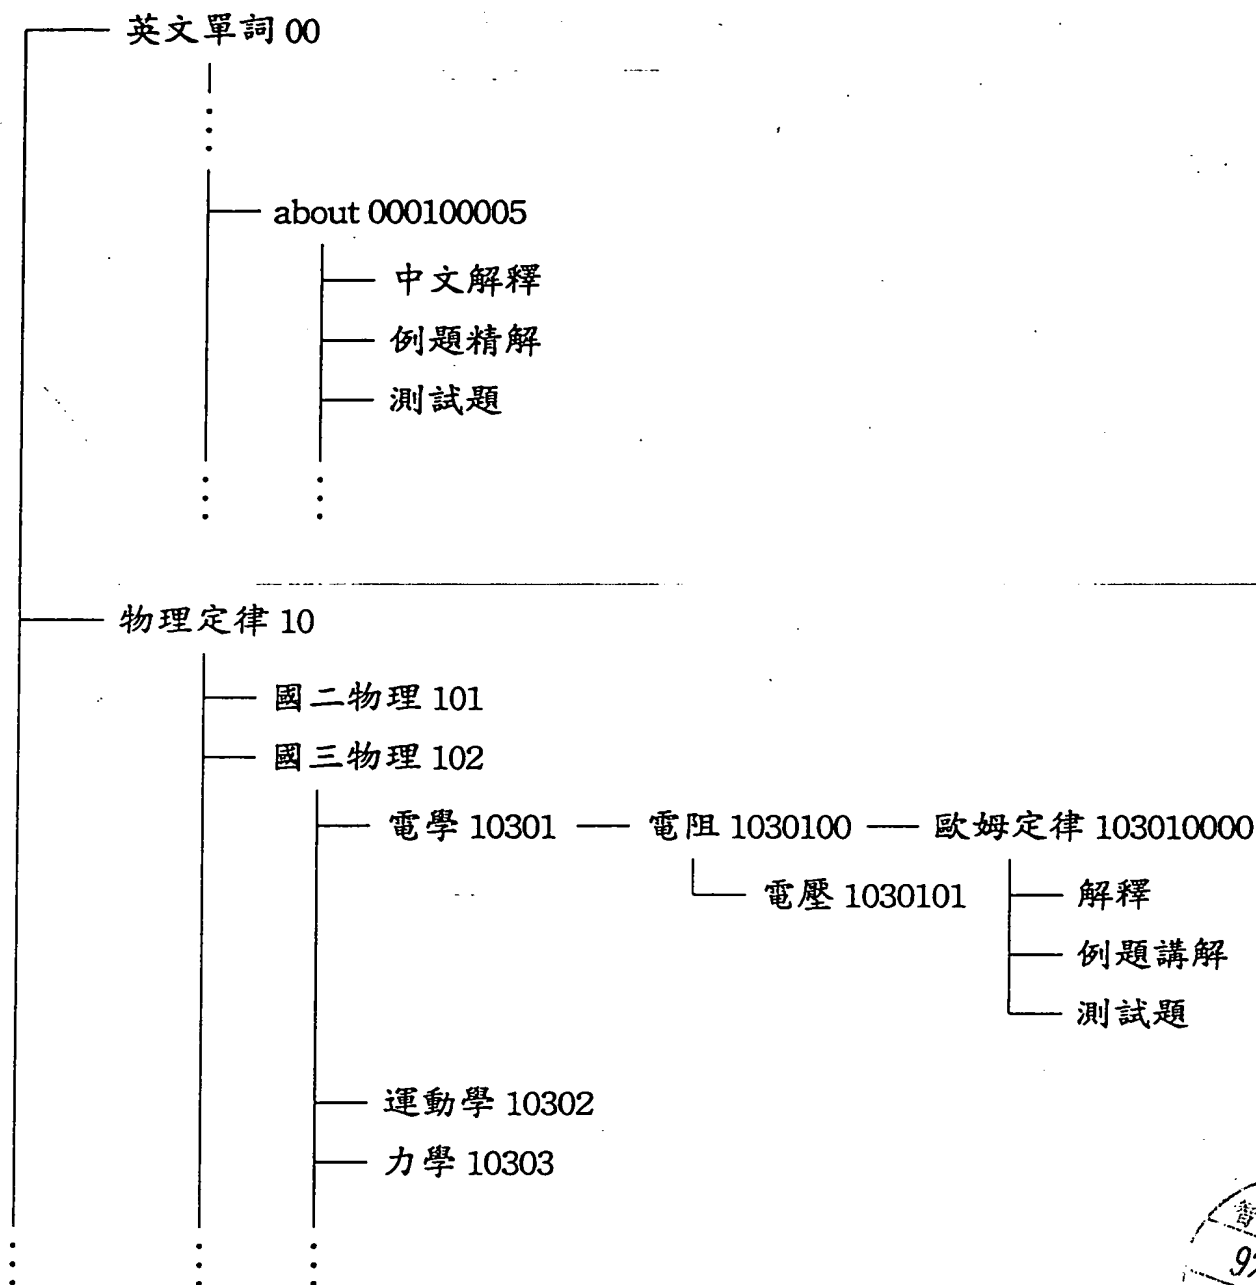 英文單詞 00
about 000100005
中文解釋
例題精解
測試題
物理定律 10
國二物理 101
國三物理 102
電學 10301 電阻 1030100 歐姆定律 103010000
電壓 1030101 解釋
例題講解
測試題
運動學 10302
力學 10303